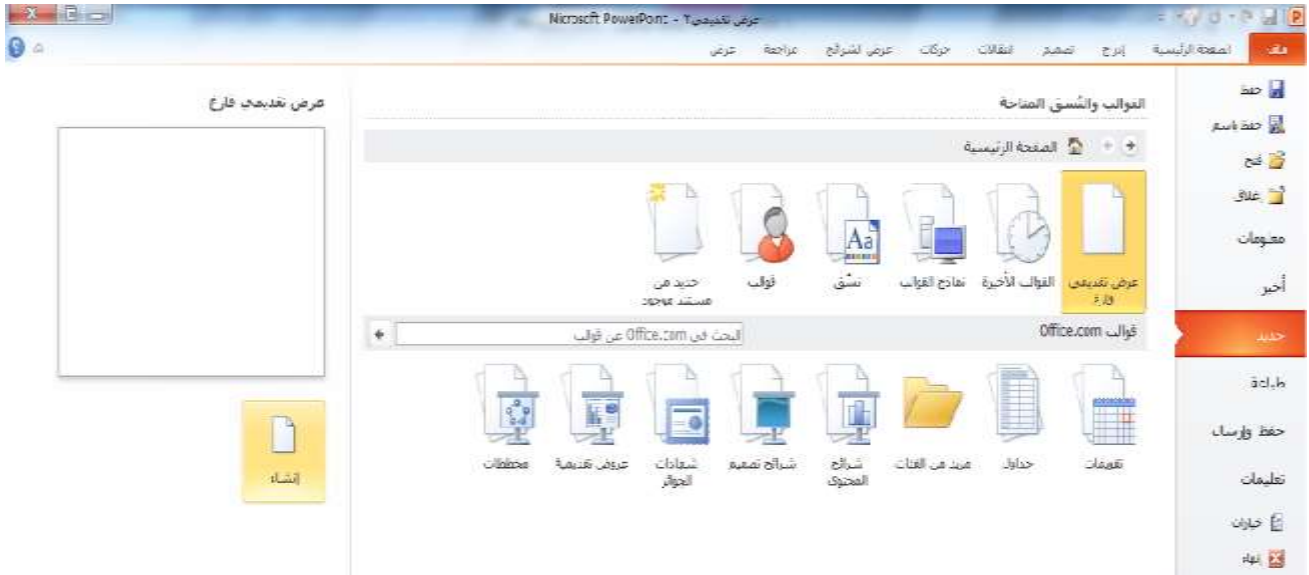 عرض تقديمي٢ - Microsoft PowerPoint
ملف
الصفحة الرئيسية
إدراج
تصميم
انتقالات
حركات
عرض الشرائح
مراجعة
عرض
حفظ
حفظ باسم
فتح
إغلاق
معلومات
أخير
جديد
طباعة
حفظ وإرسال
تعليمات
خيارات
إنهاء
القوالب والنُسق المتاحة
الصفحة الرئيسية
عرض تقديمي فارغ
القوالب الأخيرة
نماذج القوالب
نسُق
قوالب
جديد من مستند موجود
قوالب Office.com
البحث في Office.com عن قوالب
تقويمات
جداول
مزيد من الفئات
شرائح المحتوى
شرائح تصميم
شهادات الجوائز
عروض تقديمية
مخططات
عرض تقديمي فارغ
إنشاء